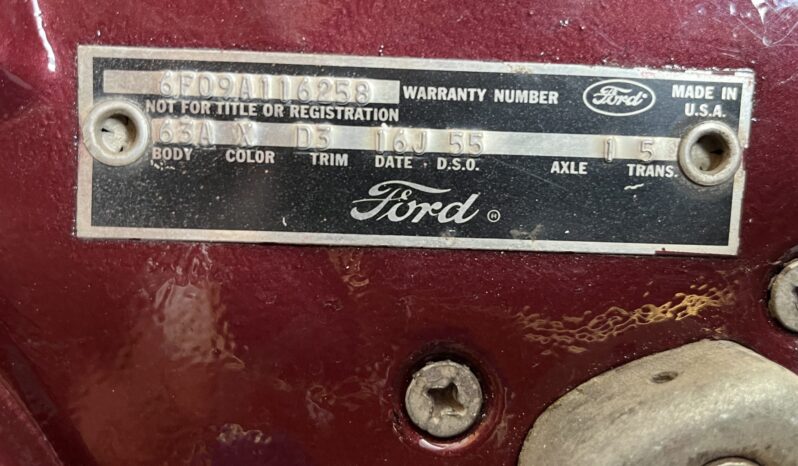 6F09A116258 WARRANTY NUMBER Ford MADE IN U.S.A.
NOT FOR TITLE OR REGISTRATION
63A X D3 16J 55 1 5
BODY COLOR TRIM DATE . D.S.O. AXLE TRANS.
Ford ®